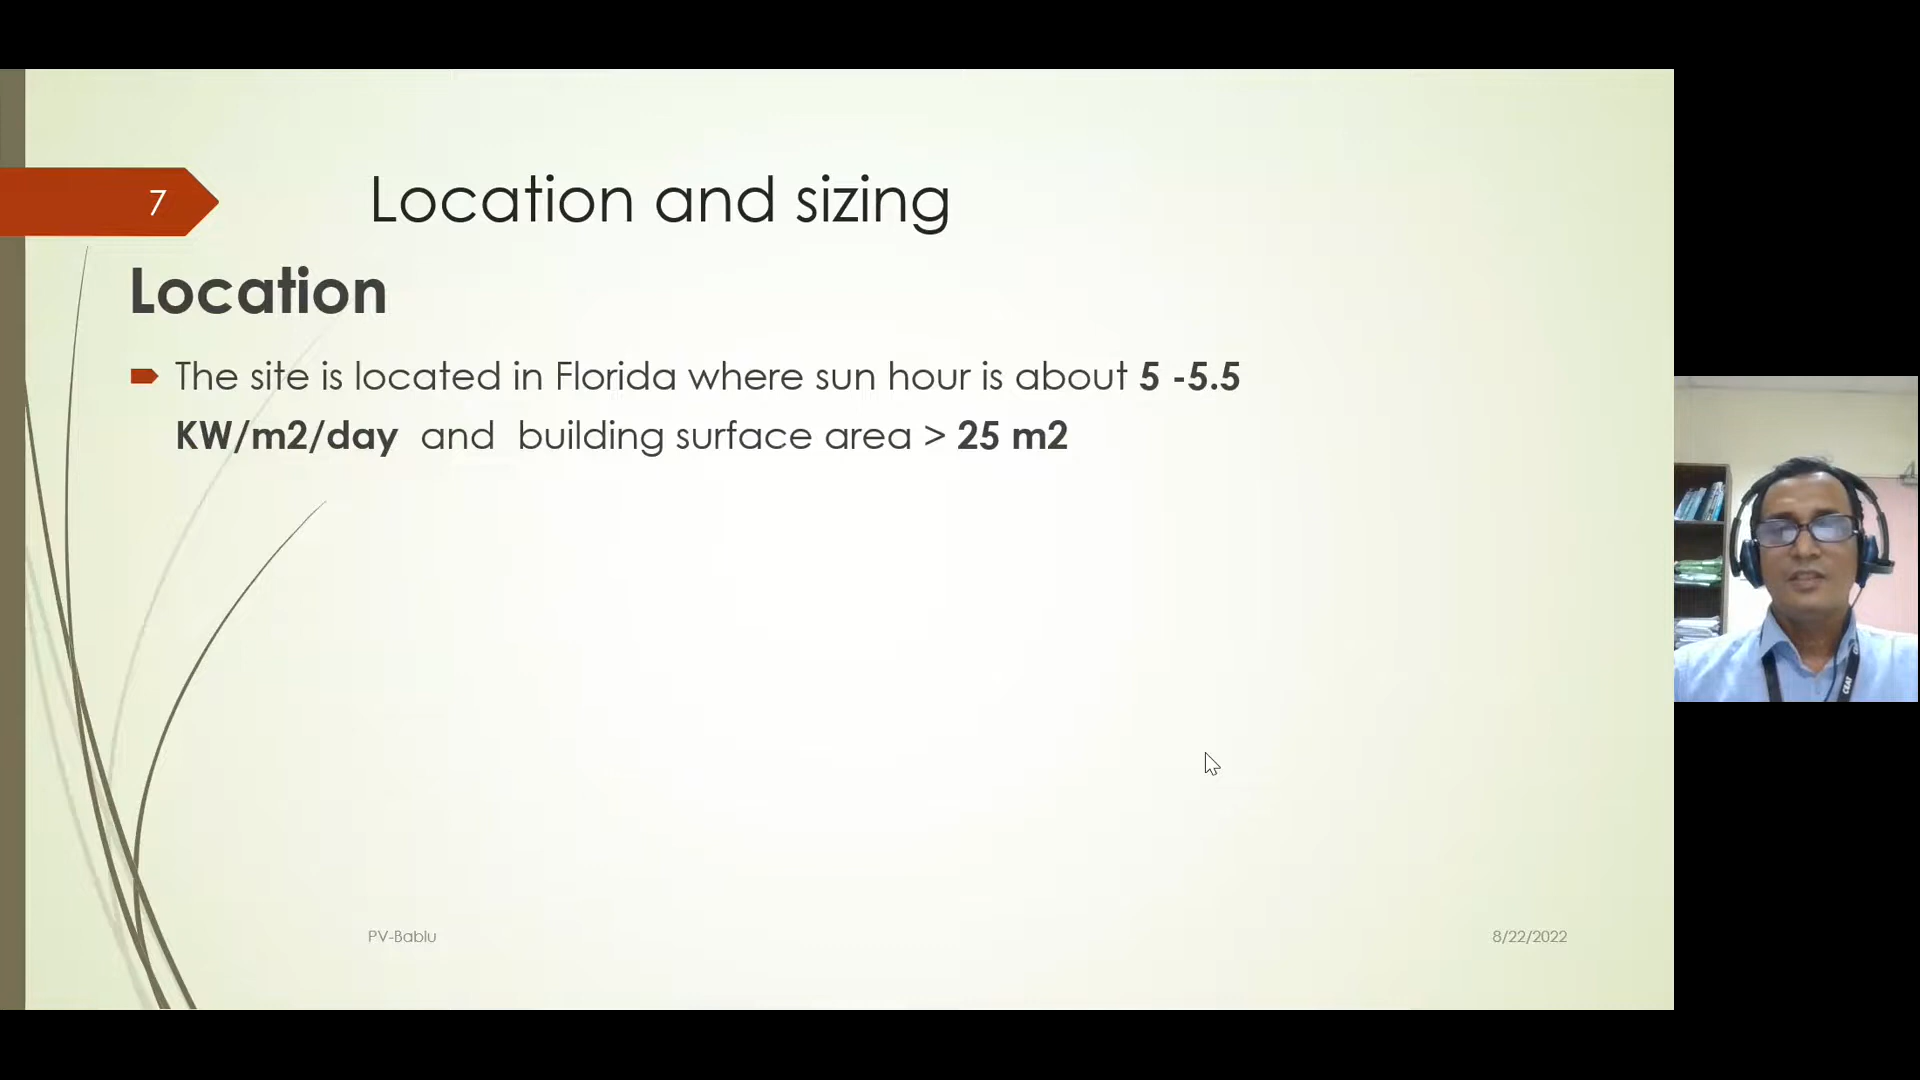 7
Location and sizing
Location
The site is located in Florida where sun hour is about 5 -5.5
KW/m2/day and building surface area > 25 m2
PV-Bablu
8/22/2022
CEAT